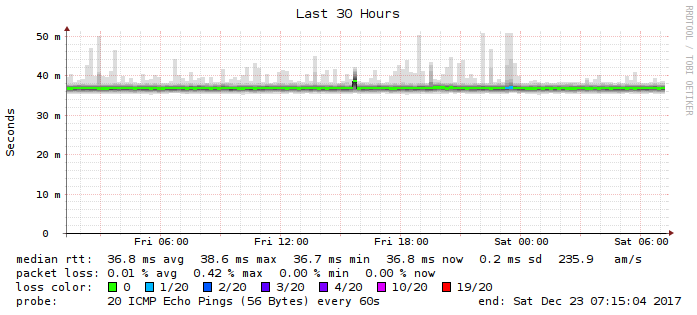 Last 30 Hours
RRDTOOL / TOBI OETIKER
Seconds
50 m
40 m
30 m
20 m
10 m
0
Fri 06:00 Fri 12:00 Fri 18:00 Sat 00:00 Sat 06:00
median rtt: 36.8 ms avg 38.6 ms max 36.7 ms min 36.8 ms now 0.2 ms sd 235.9 am/s
packet loss: 0.01 % avg 0.42 % max 0.00 % min 0.00 % now
loss color: 0 1/20 2/20 3/20 4/20 10/20 19/20
probe: 20 ICMP Echo Pings (56 Bytes) every 60s end: Sat Dec 23 07:15:04 2017